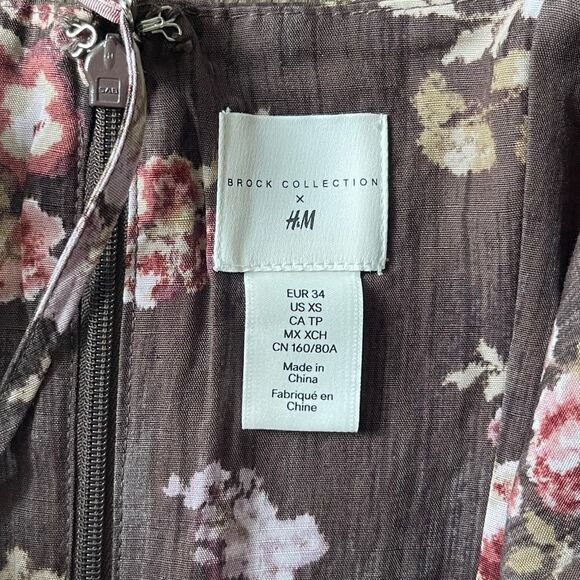 SAB
BROCK COLLECTION
×
H&M
EUR 34
US XS
CA TP
MX XCH
CN 160/80A
Made in
China
Fabriqué en
Chine